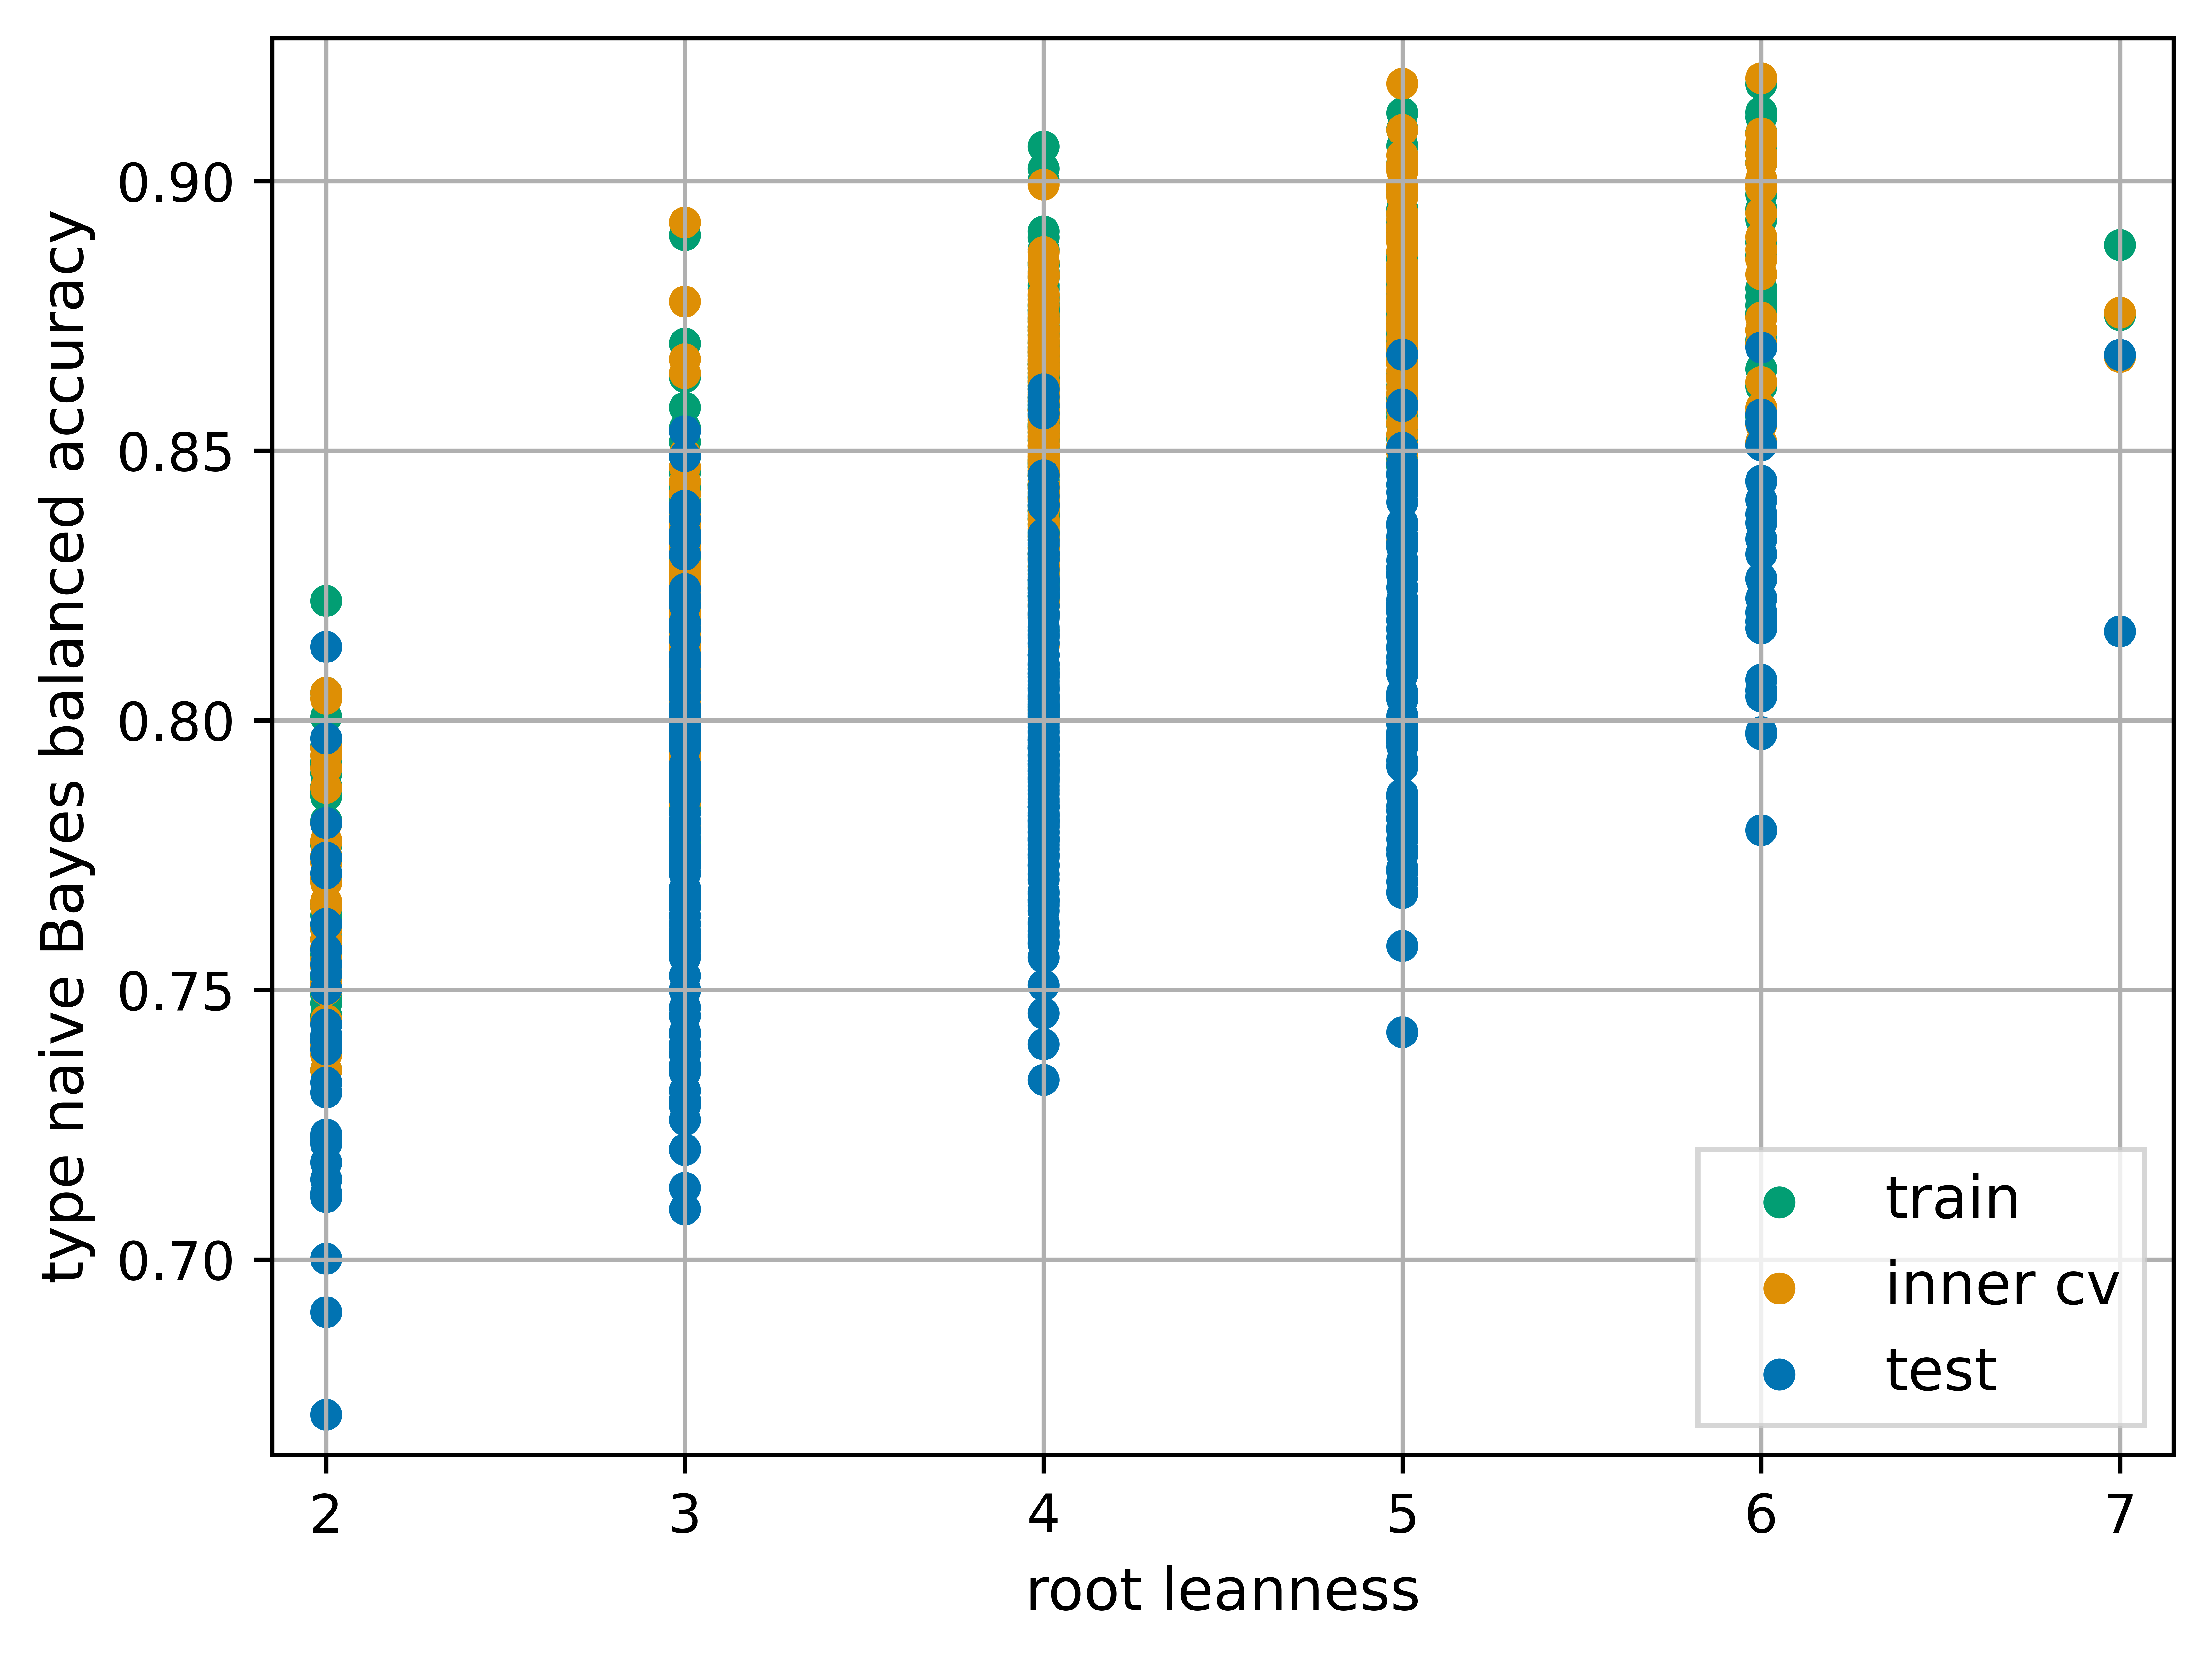 type naive Bayes balanced accuracy
0.90
0.85
0.80
0.75
0.70
2 3 4 5 6 7
root leanness
train
inner cv
test